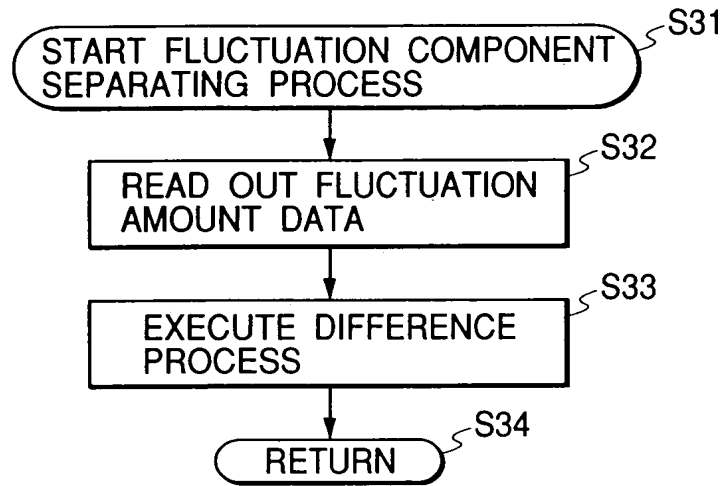 S31
START FLUCTUATION COMPONENT
SEPARATING PROCESS
S32
READ OUT FLUCTUATION
AMOUNT DATA
S33
EXECUTE DIFFERENCE
PROCESS
S34
RETURN